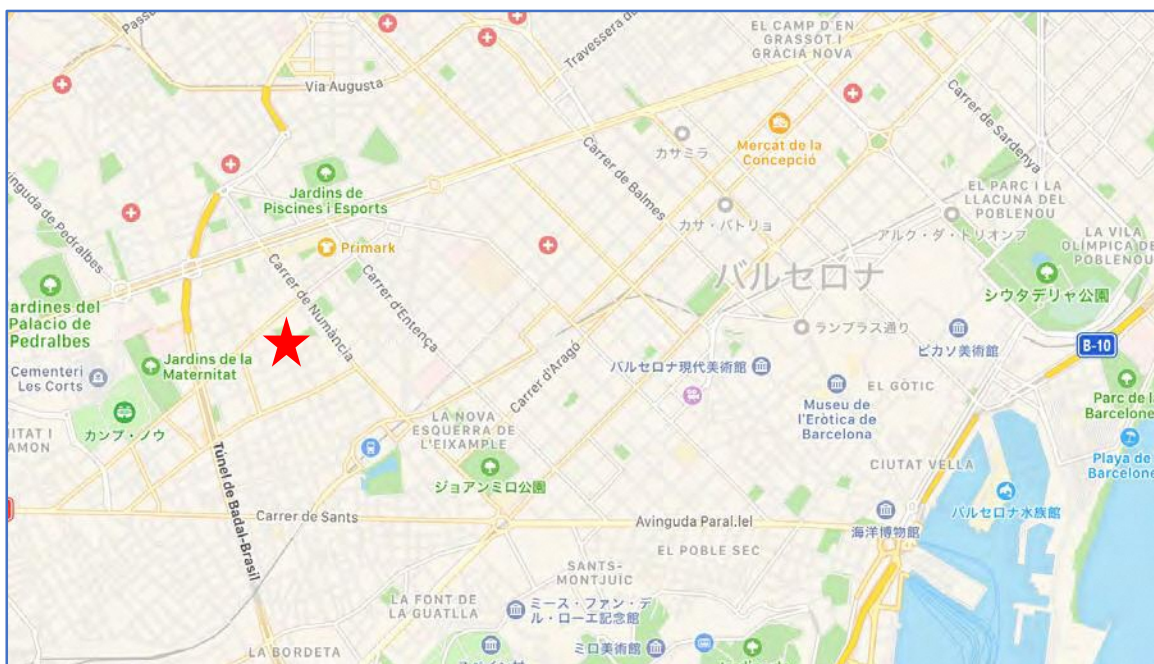 EL CAMP D'EN
GRASSOT I
GRÀCIA NOVA
Via Augusta
Carrer de Sardenya
カサミラ
Mercat de la
Concepció
Carrer de Balmes
Jardins de
Piscines i Esports
Avinguda de Pedralbes
EL PARC I LA
LLACUNA DEL
POBLENOU
カサ・バトリョ
アルク・ダ・トリオンフ
LA VILA
OLÍMPICA DE
POBLENOU
Primark
バルセロナ
シウタデリャ公園
Carrer de Numància
Carrer d'Entença
ardines del
Palacio de
Pedralbes
ランブラス通り
ピカソ美術館
B-10
Jardins de la
Maternitat
Carrer d'Aragó
バルセロナ現代美術館
Cementeri
Les Corts
EL GÒTIC
Museu de
l'Eròtica de
Barcelona
Parc de l
Barcelone
カンプ・ノウ
LA NOVA
ESQUERRA DE
L'EIXAMPLE
ITAT I
AMON
Playa de
Barcelone
CIUTAT VELLA
Túnel de Badal-Brasil
ジョアンミロ公園
バルセロナ水族館
Carrer de Sants
Avinguda Paral.lel
海洋博物館
EL POBLE SEC
SANTS-
MONTJUÏC
LA FONT DE
LA GUATLLA
ミース・ファン・デ
ル・ローエ記念館
LA BORDETA
ミロ美術館